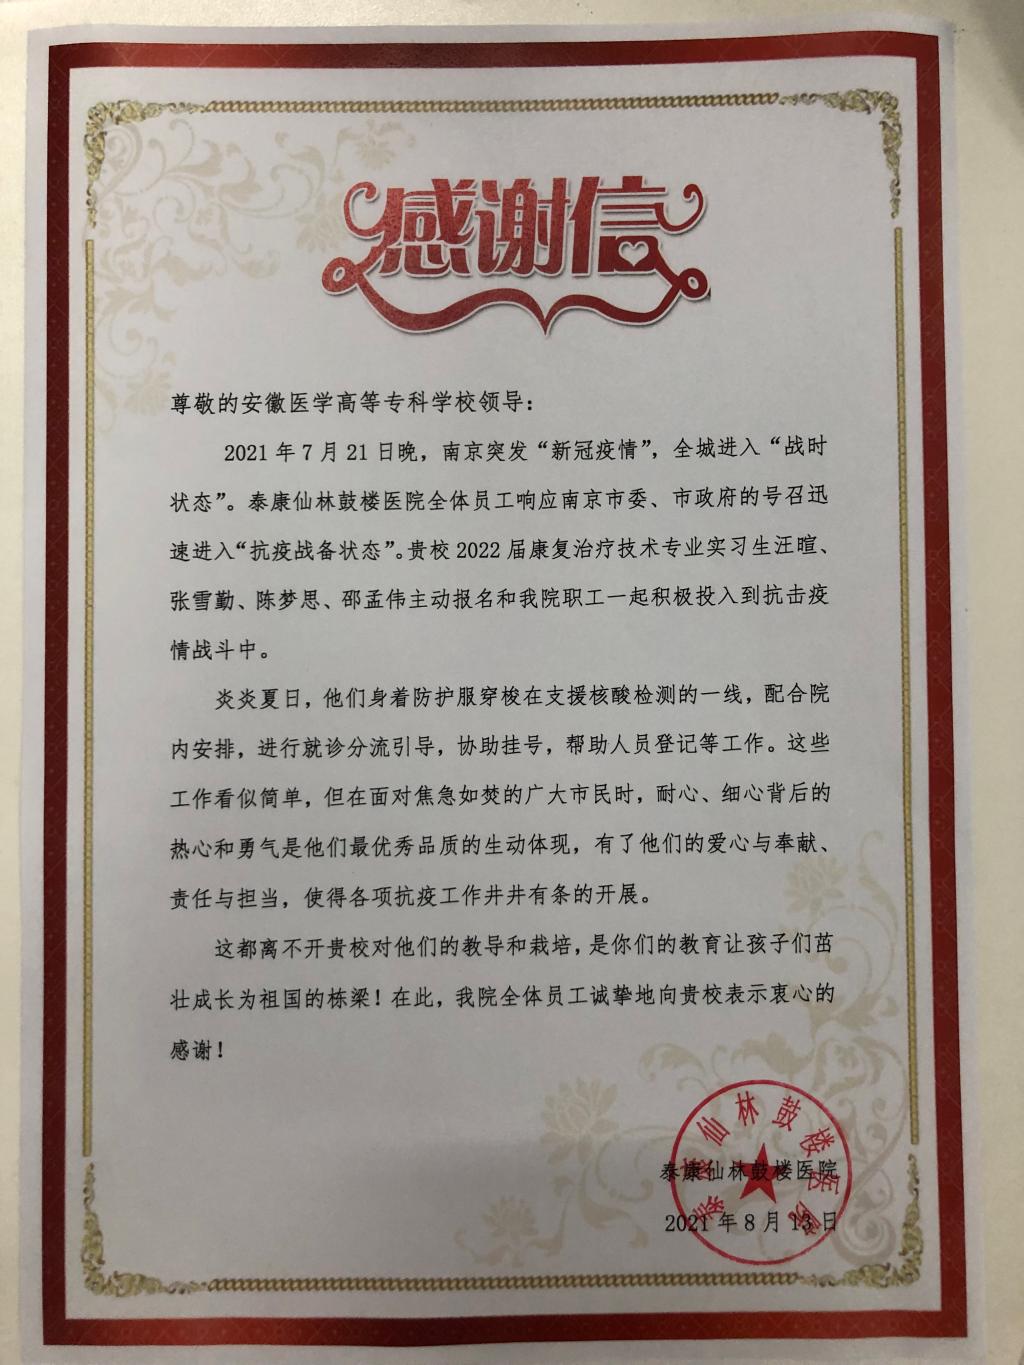 感谢信
尊敬的安徽医学高等专科学校领导：
2021年7月21日晚，南京突发“新冠疫情”，全城进入“战时
状态”。泰康仙林鼓楼医院全体员工响应南京市委、市政府的号召迅
速进入“抗疫战备状态”。贵校2022届康复治疗技术专业实习生汪暄、
张雪勤、陈梦思、邵孟伟主动报名和我院职工一起积极投入到抗击疫
情战斗中。
炎炎夏日，他们身着防护服穿梭在支援核酸检测的一线，配合院
内安排，进行就诊分流引导，协助挂号，帮助人员登记等工作。这些
工作看似简单，但在面对焦急如焚的广大市民时，耐心、细心背后的
热心和勇气是他们最优秀品质的生动体现，有了他们的爱心与奉献、
责任与担当，使得各项抗疫工作井井有条的开展。
这都离不开贵校对他们的教导和栽培，是你们的教育让孩子们茁
壮成长为祖国的栋梁！在此，我院全体员工诚挚地向贵校表示衷心的
感谢！
泰康仙林鼓楼医院
2021年8月13日
泰康仙林鼓楼医院